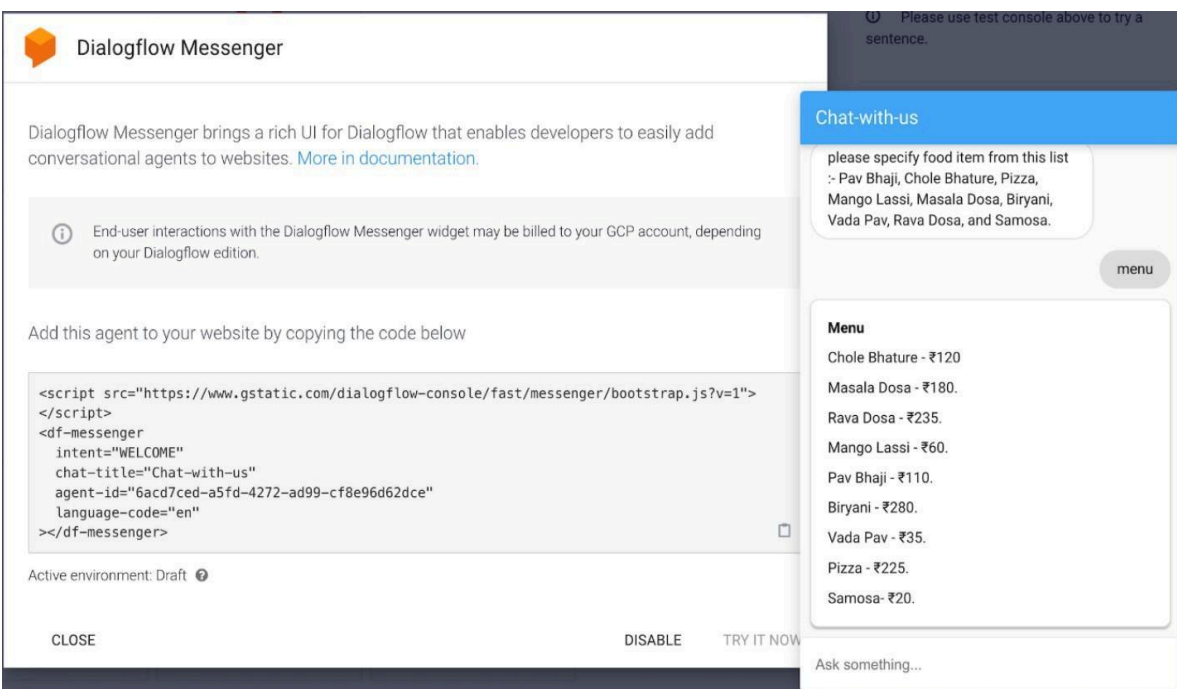 Dialogflow Messenger
Dialogflow Messenger brings a rich UI for Dialogflow that enables developers to easily add
conversational agents to websites. More in documentation.
End-user interactions with the Dialogflow Messenger widget may be billed to your GCP account, depending
on your Dialogflow edition.
Add this agent to your website by copying the code below
<script src="https://www.gstatic.com/dialogflow-console/fast/messenger/bootstrap.js?v=1">
</script>
<df-messenger
  intent="WELCOME"
  chat-title="Chat-with-us"
  agent-id="6acd7ced-a5fd-4272-ad99-cf8e96d62dce"
  language-code="en"
></df-messenger>
Active environment: Draft
CLOSE
DISABLE
TRY IT NOW
Please use test console above to try a
sentence.
Chat-with-us
please specify food item from this list
:- Pav Bhaji, Chole Bhature, Pizza,
Mango Lassi, Masala Dosa, Biryani,
Vada Pav, Rava Dosa, and Samosa.
menu
Menu
Chole Bhature - ₹120
Masala Dosa - ₹180.
Rava Dosa - ₹235.
Mango Lassi - ₹60.
Pav Bhaji - ₹110.
Biryani - ₹280.
Vada Pav - ₹35.
Pizza - ₹225.
Samosa- ₹20.
Ask something...